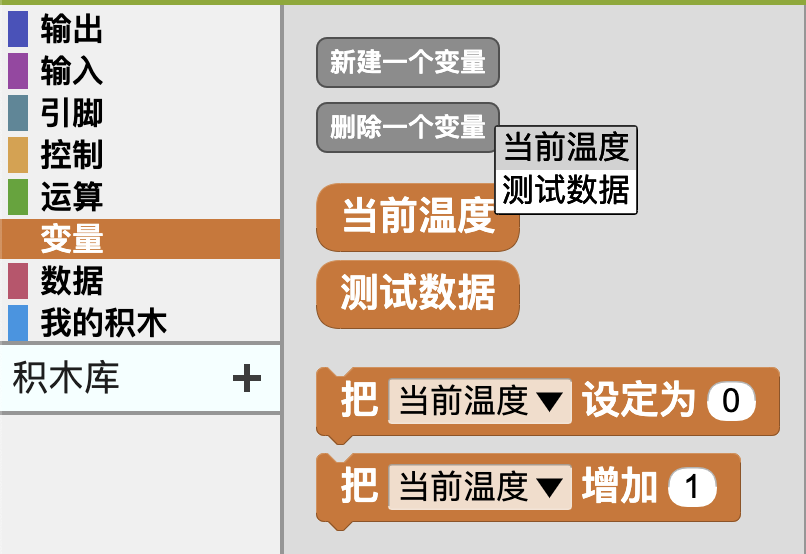 输出
输入
引脚
控制
运算
变量
数据
我的积木
积木库 +
新建一个变量
删除一个变量
当前温度
测试数据
当前温度
测试数据
把 当前温度▼ 设定为 0
把 当前温度▼ 增加 1